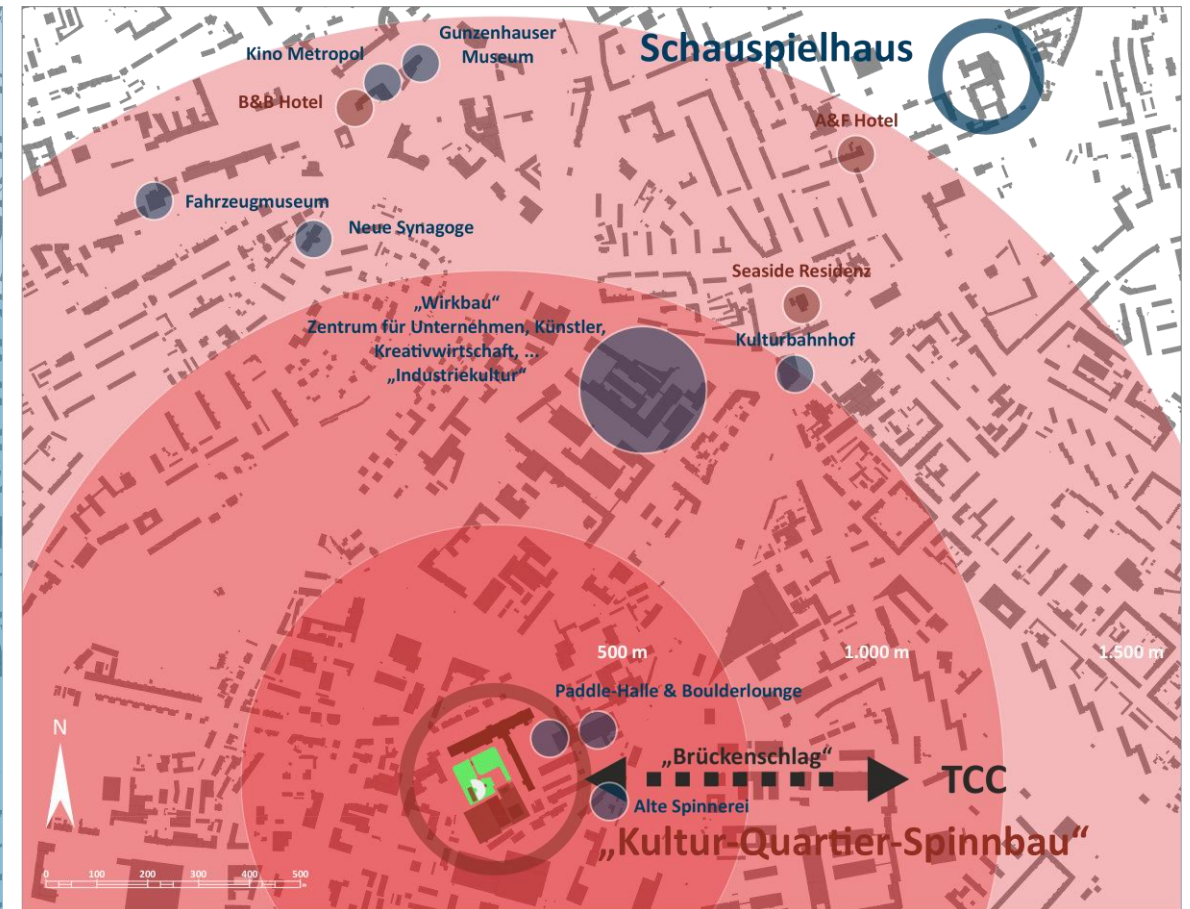 Gunzenhauser
Museum
Kino Metropol
Schauspielhaus
B&B Hotel
A&F Hotel
Fahrzeugmuseum
Neue Synagoge
Seaside Residenz
„Wirkbau“
Zentrum für Unternehmen, Künstler,
Kreativwirtschaft, ...
„Industriekultur“
Kulturbahnhof
500 m
1.000 m
1.500 m
Paddle-Halle & Boulderlounge
N
„Brückenschlag“
TCC
Alte Spinnerei
„Kultur-Quartier-Spinnbau“
0 100 200 300 400 500